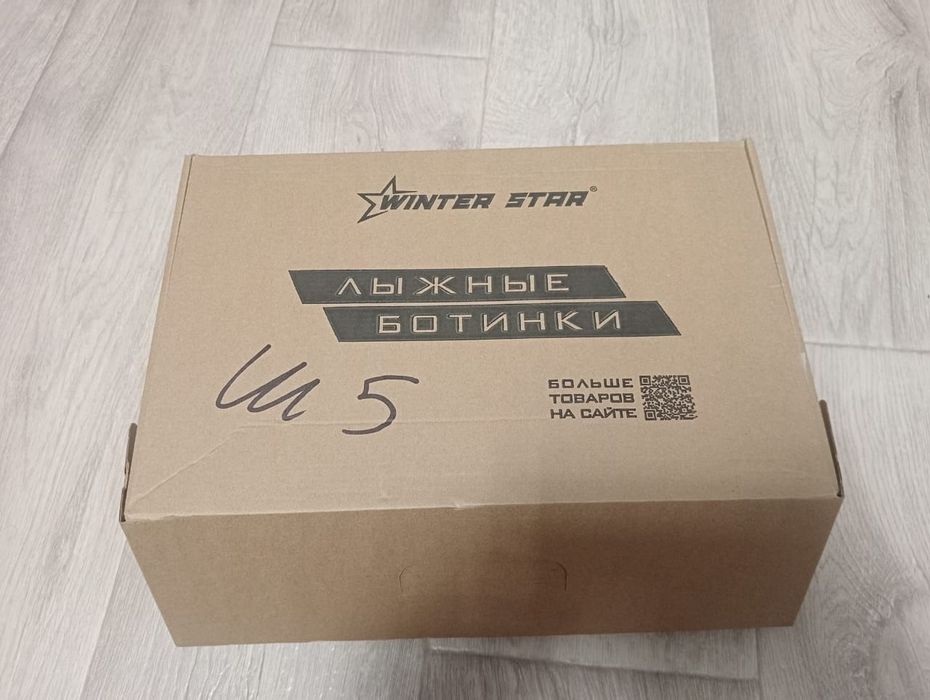 WINTER STAR®
ЛЫЖНЫЕ
БОТИНКИ
Ш 5
БОЛЬШЕ
ТОВАРОВ
НА САЙТЕ